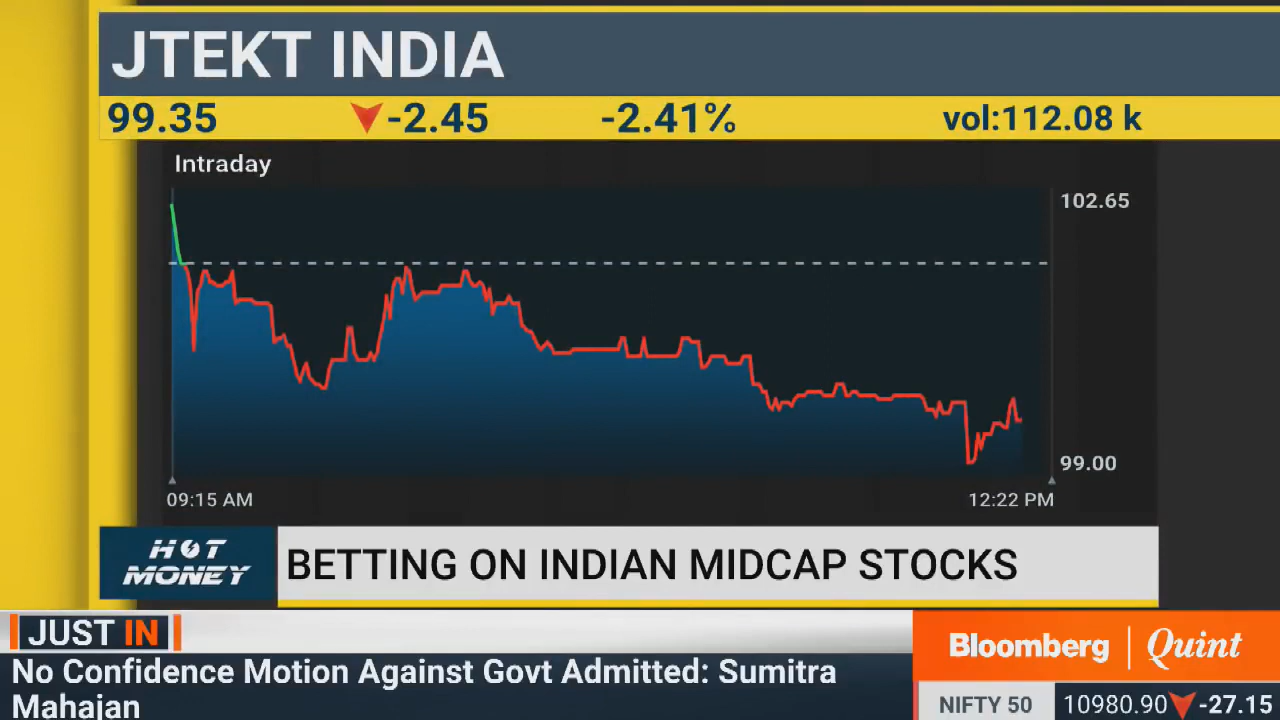 JTEKT INDIA
99.35 -2.45 -2.41% vol:112.08 k
Intraday
102.65
99.00
09:15 AM 12:22 PM
HOT
MONEY
BETTING ON INDIAN MIDCAP STOCKS
JUST IN
No Confidence Motion Against Govt Admitted: Sumitra
Mahajan
Bloomberg | Quint
NIFTY 50 10980.90 -27.15